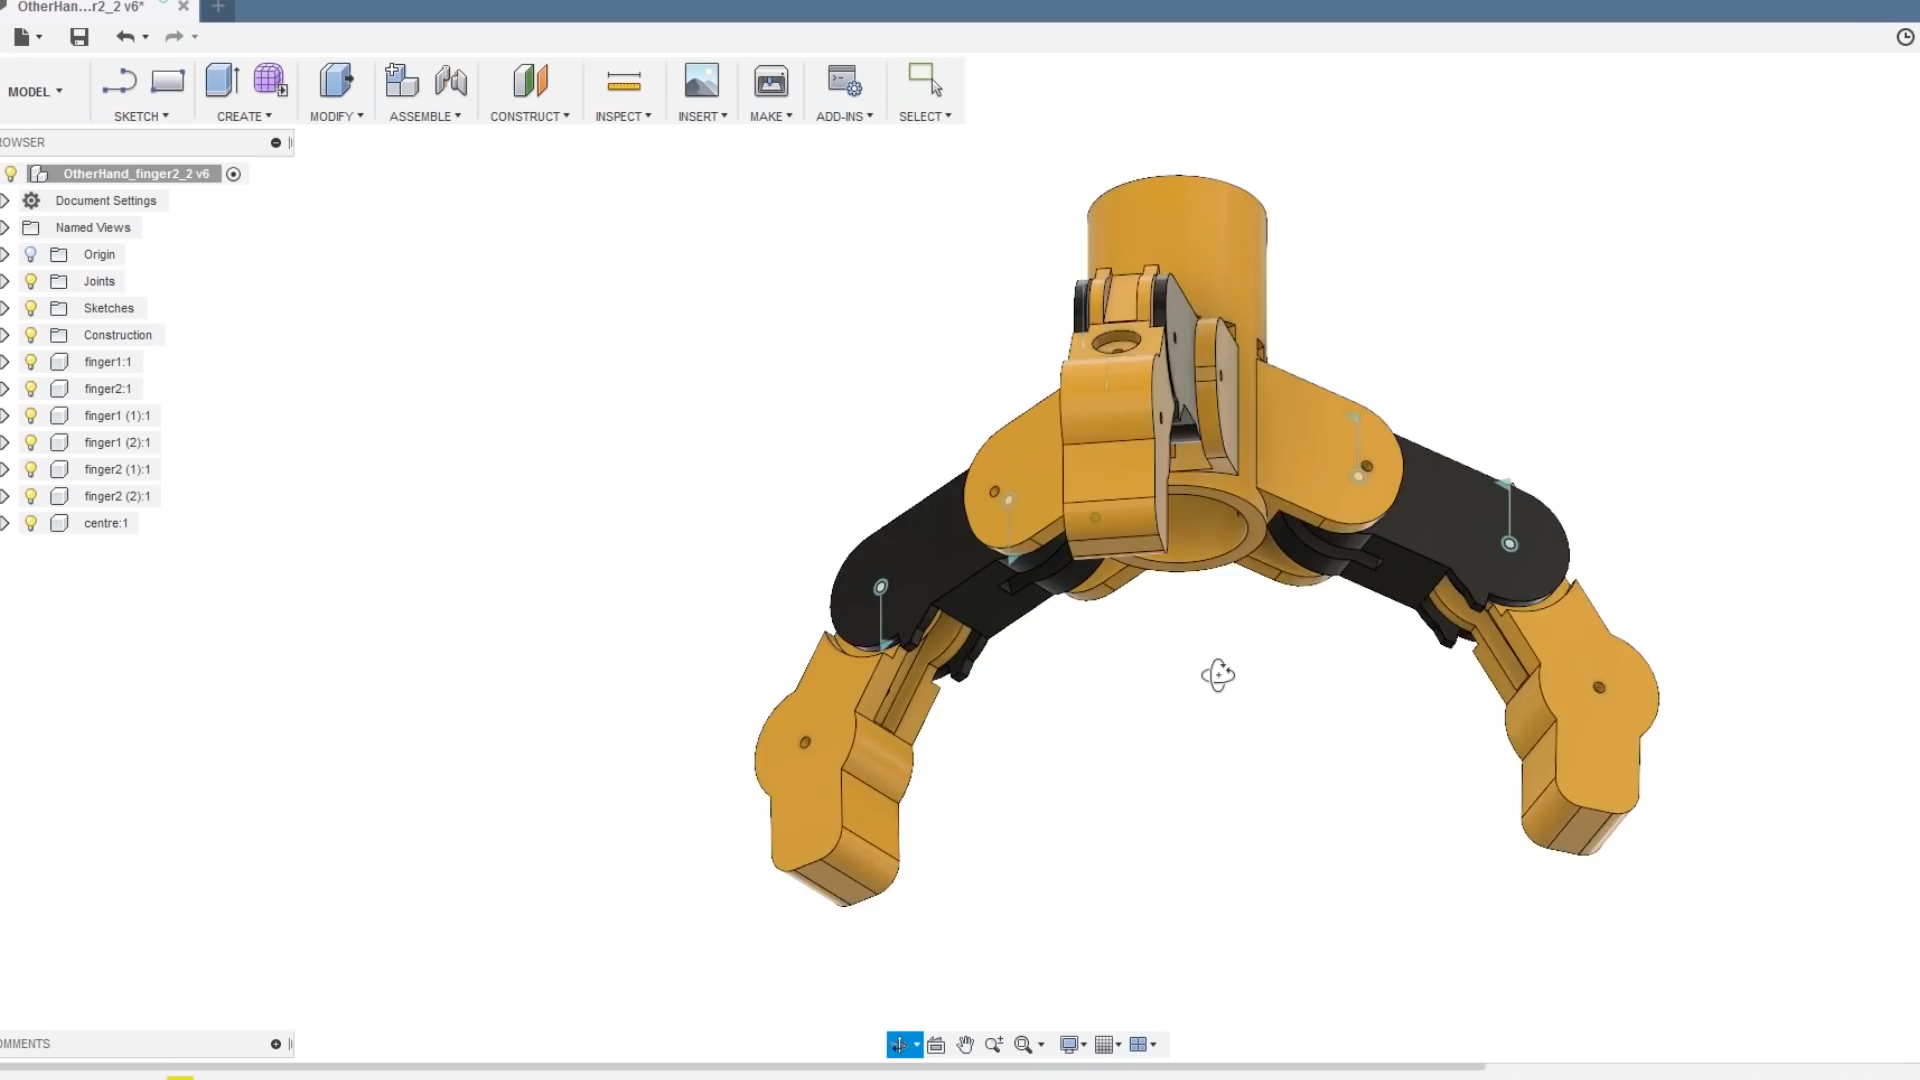 OtherHan...r2_2 v6*
MODEL
SKETCH
CREATE
MODIFY
ASSEMBLE
CONSTRUCT
INSPECT
INSERT
MAKE
ADD-INS
SELECT
ROWSER
OtherHand_finger2_2 v6
Document Settings
Named Views
Origin
Joints
Sketches
Construction
finger1:1
finger2:1
finger1 (1):1
finger1 (2):1
finger2 (1):1
finger2 (2):1
centre:1
OMMENTS